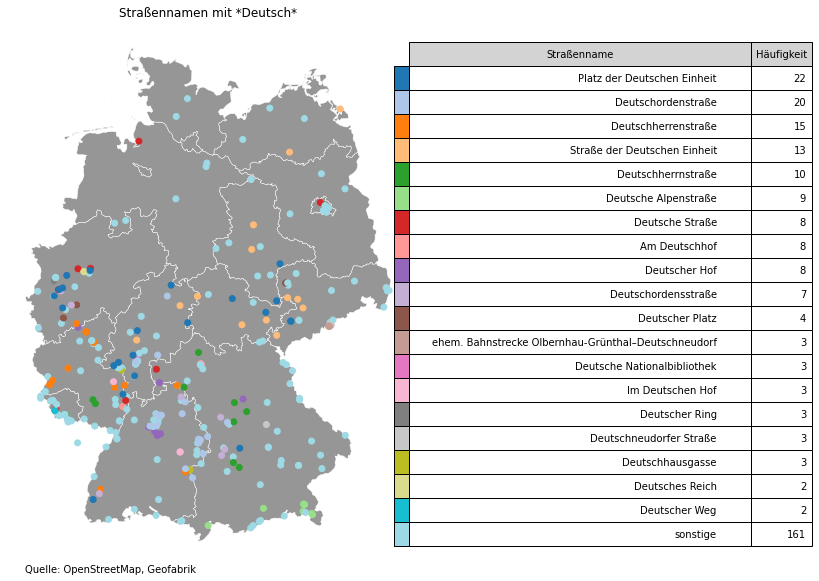 Straßennamen mit *Deutsch*
Straßenname Häufigkeit
Platz der Deutschen Einheit 22
Deutschordenstraße 20
Deutschherrenstraße 15
Straße der Deutschen Einheit 13
Deutschherrnstraße 10
Deutsche Alpenstraße 9
Deutsche Straße 8
Am Deutschhof 8
Deutscher Hof 8
Deutschordensstraße 7
Deutscher Platz 4
ehem. Bahnstrecke Olbernhau-Grünthal–Deutschneudorf 3
Deutsche Nationalbibliothek 3
Im Deutschen Hof 3
Deutscher Ring 3
Deutschneudorfer Straße 3
Deutschhausgasse 3
Deutsches Reich 2
Deutscher Weg 2
sonstige 161
Quelle: OpenStreetMap, Geofabrik